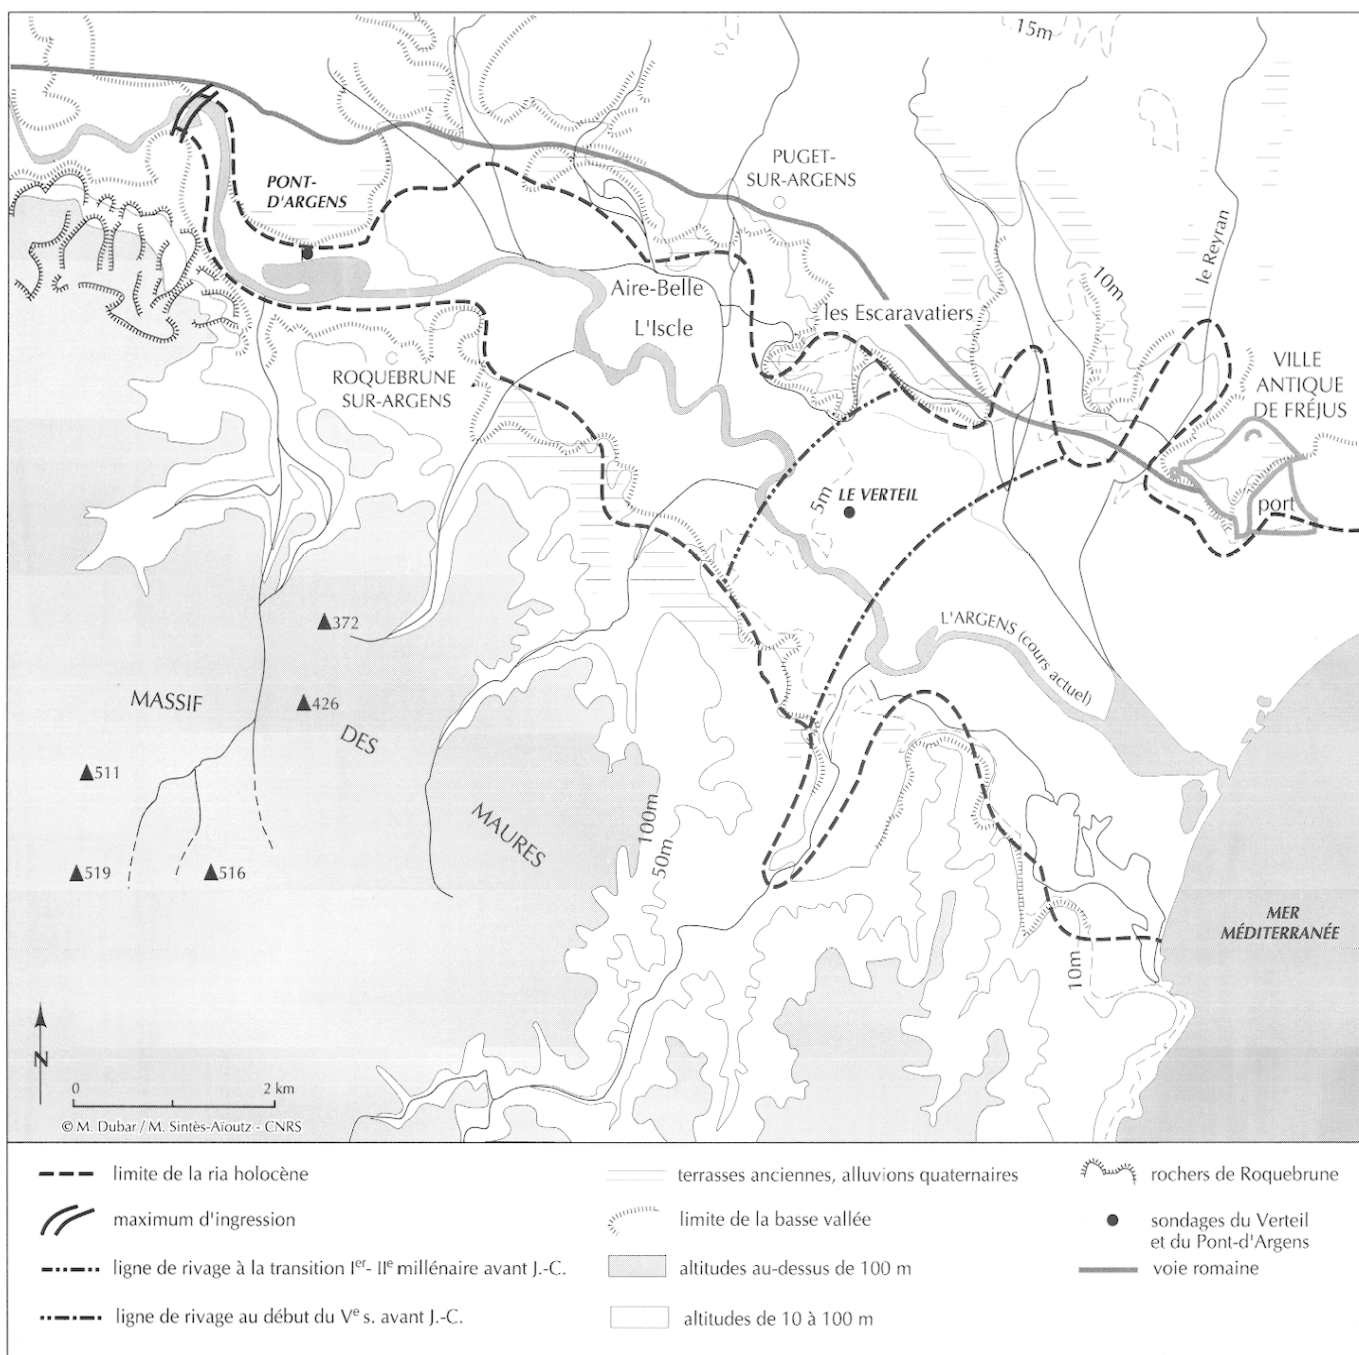 15m
PUGET-
SUR-ARGENS
PONT-
D'ARGENS
le Reyran
10m
Aire-Belle
L'Iscle
les Escaravatiers
ROQUEBRUNE
SUR-ARGENS
VILLE
ANTIQUE
DE FRÉJUS
5m
LE VERTEIL
port
372
L'ARGENS (cours actuel)
MASSIF
426
DES
511
MAURES
100m
50m
519
516
MER
MÉDITERRANÉE
10m
N
0 2 km
© M. Dubar / M. Sintès-Aïoutz - CNRS
limite de la ria holocène
maximum d'ingression
ligne de rivage à la transition Ier- IIe millénaire avant J.-C.
ligne de rivage au début du Ve s. avant J.-C.
terrasses anciennes, alluvions quaternaires
limite de la basse vallée
altitudes au-dessus de 100 m
altitudes de 10 à 100 m
rochers de Roquebrune
sondages du Verteil
et du Pont-d'Argens
voie romaine